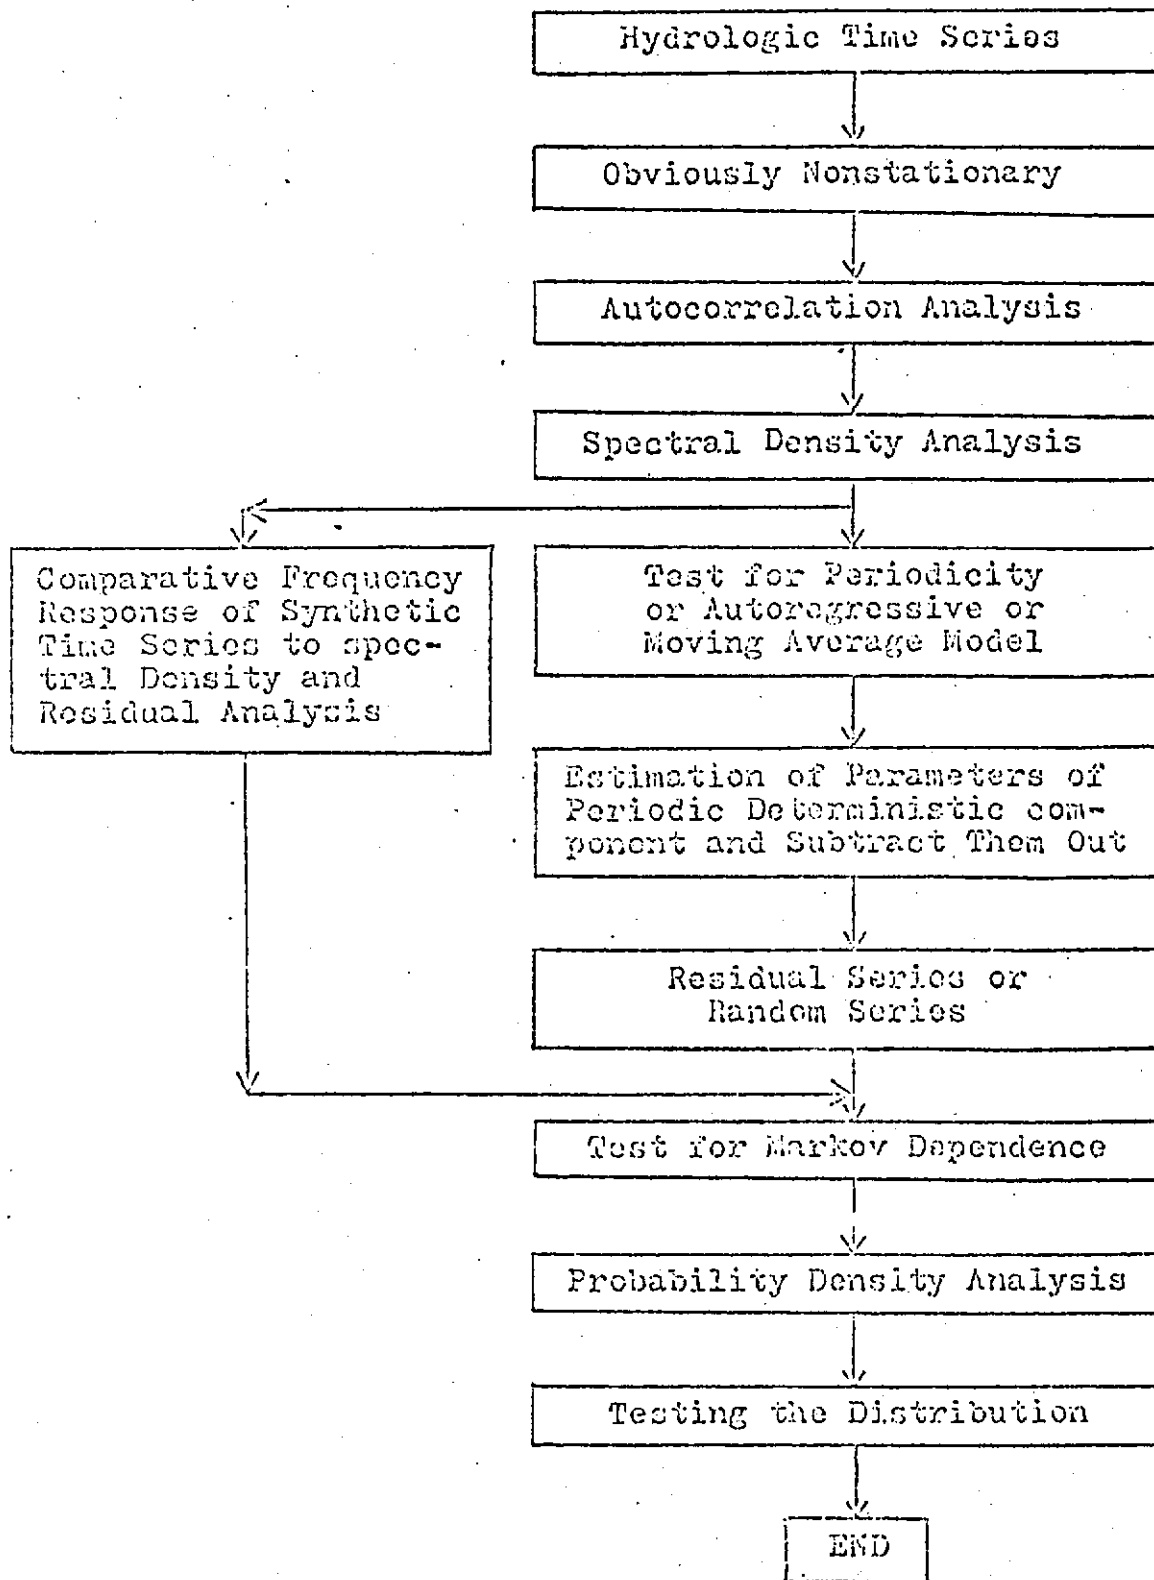 Hydrologic Time Series
Obviously Nonstationary
Autocorrelation Analysis
Spectral Density Analysis
Comparative Frequency
Response of Synthetic
Time Series to spec-
tral Density and
Residual Analysis
Test for Periodicity
or Autoregressive or
Moving Average Model
Estimation of Parameters of
Periodic Deterministic com-
ponent and Subtract Them Out
Residual Series or
Random Series
Test for Markov Dependence
Probability Density Analysis
Testing the Distribution
END